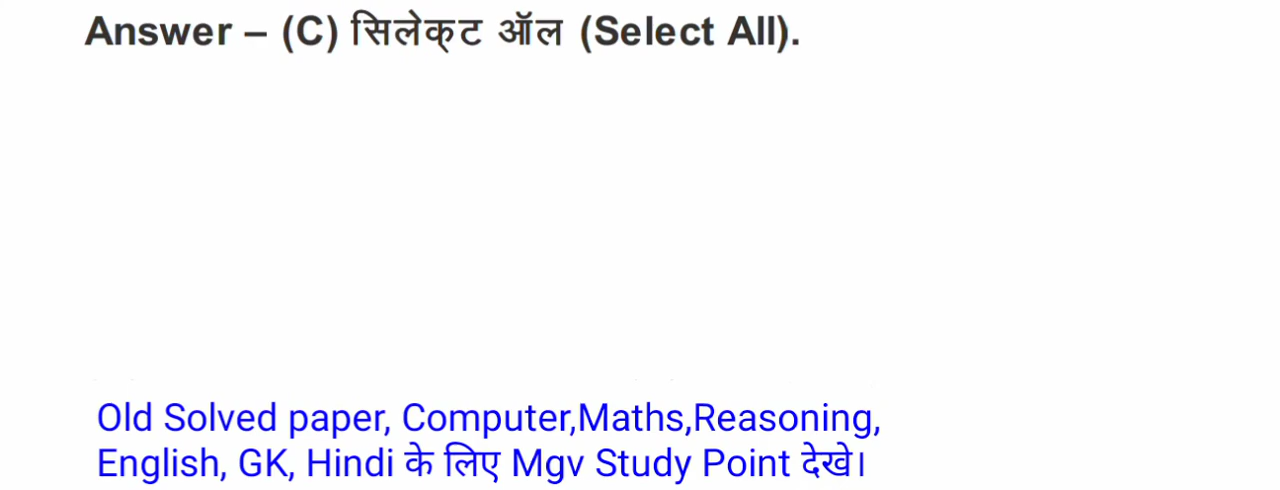 Answer – (C) सिलेक्ट ऑल (Select All).
Old Solved paper, Computer,Maths,Reasoning,
English, GK, Hindi के लिए Mgv Study Point देखे।